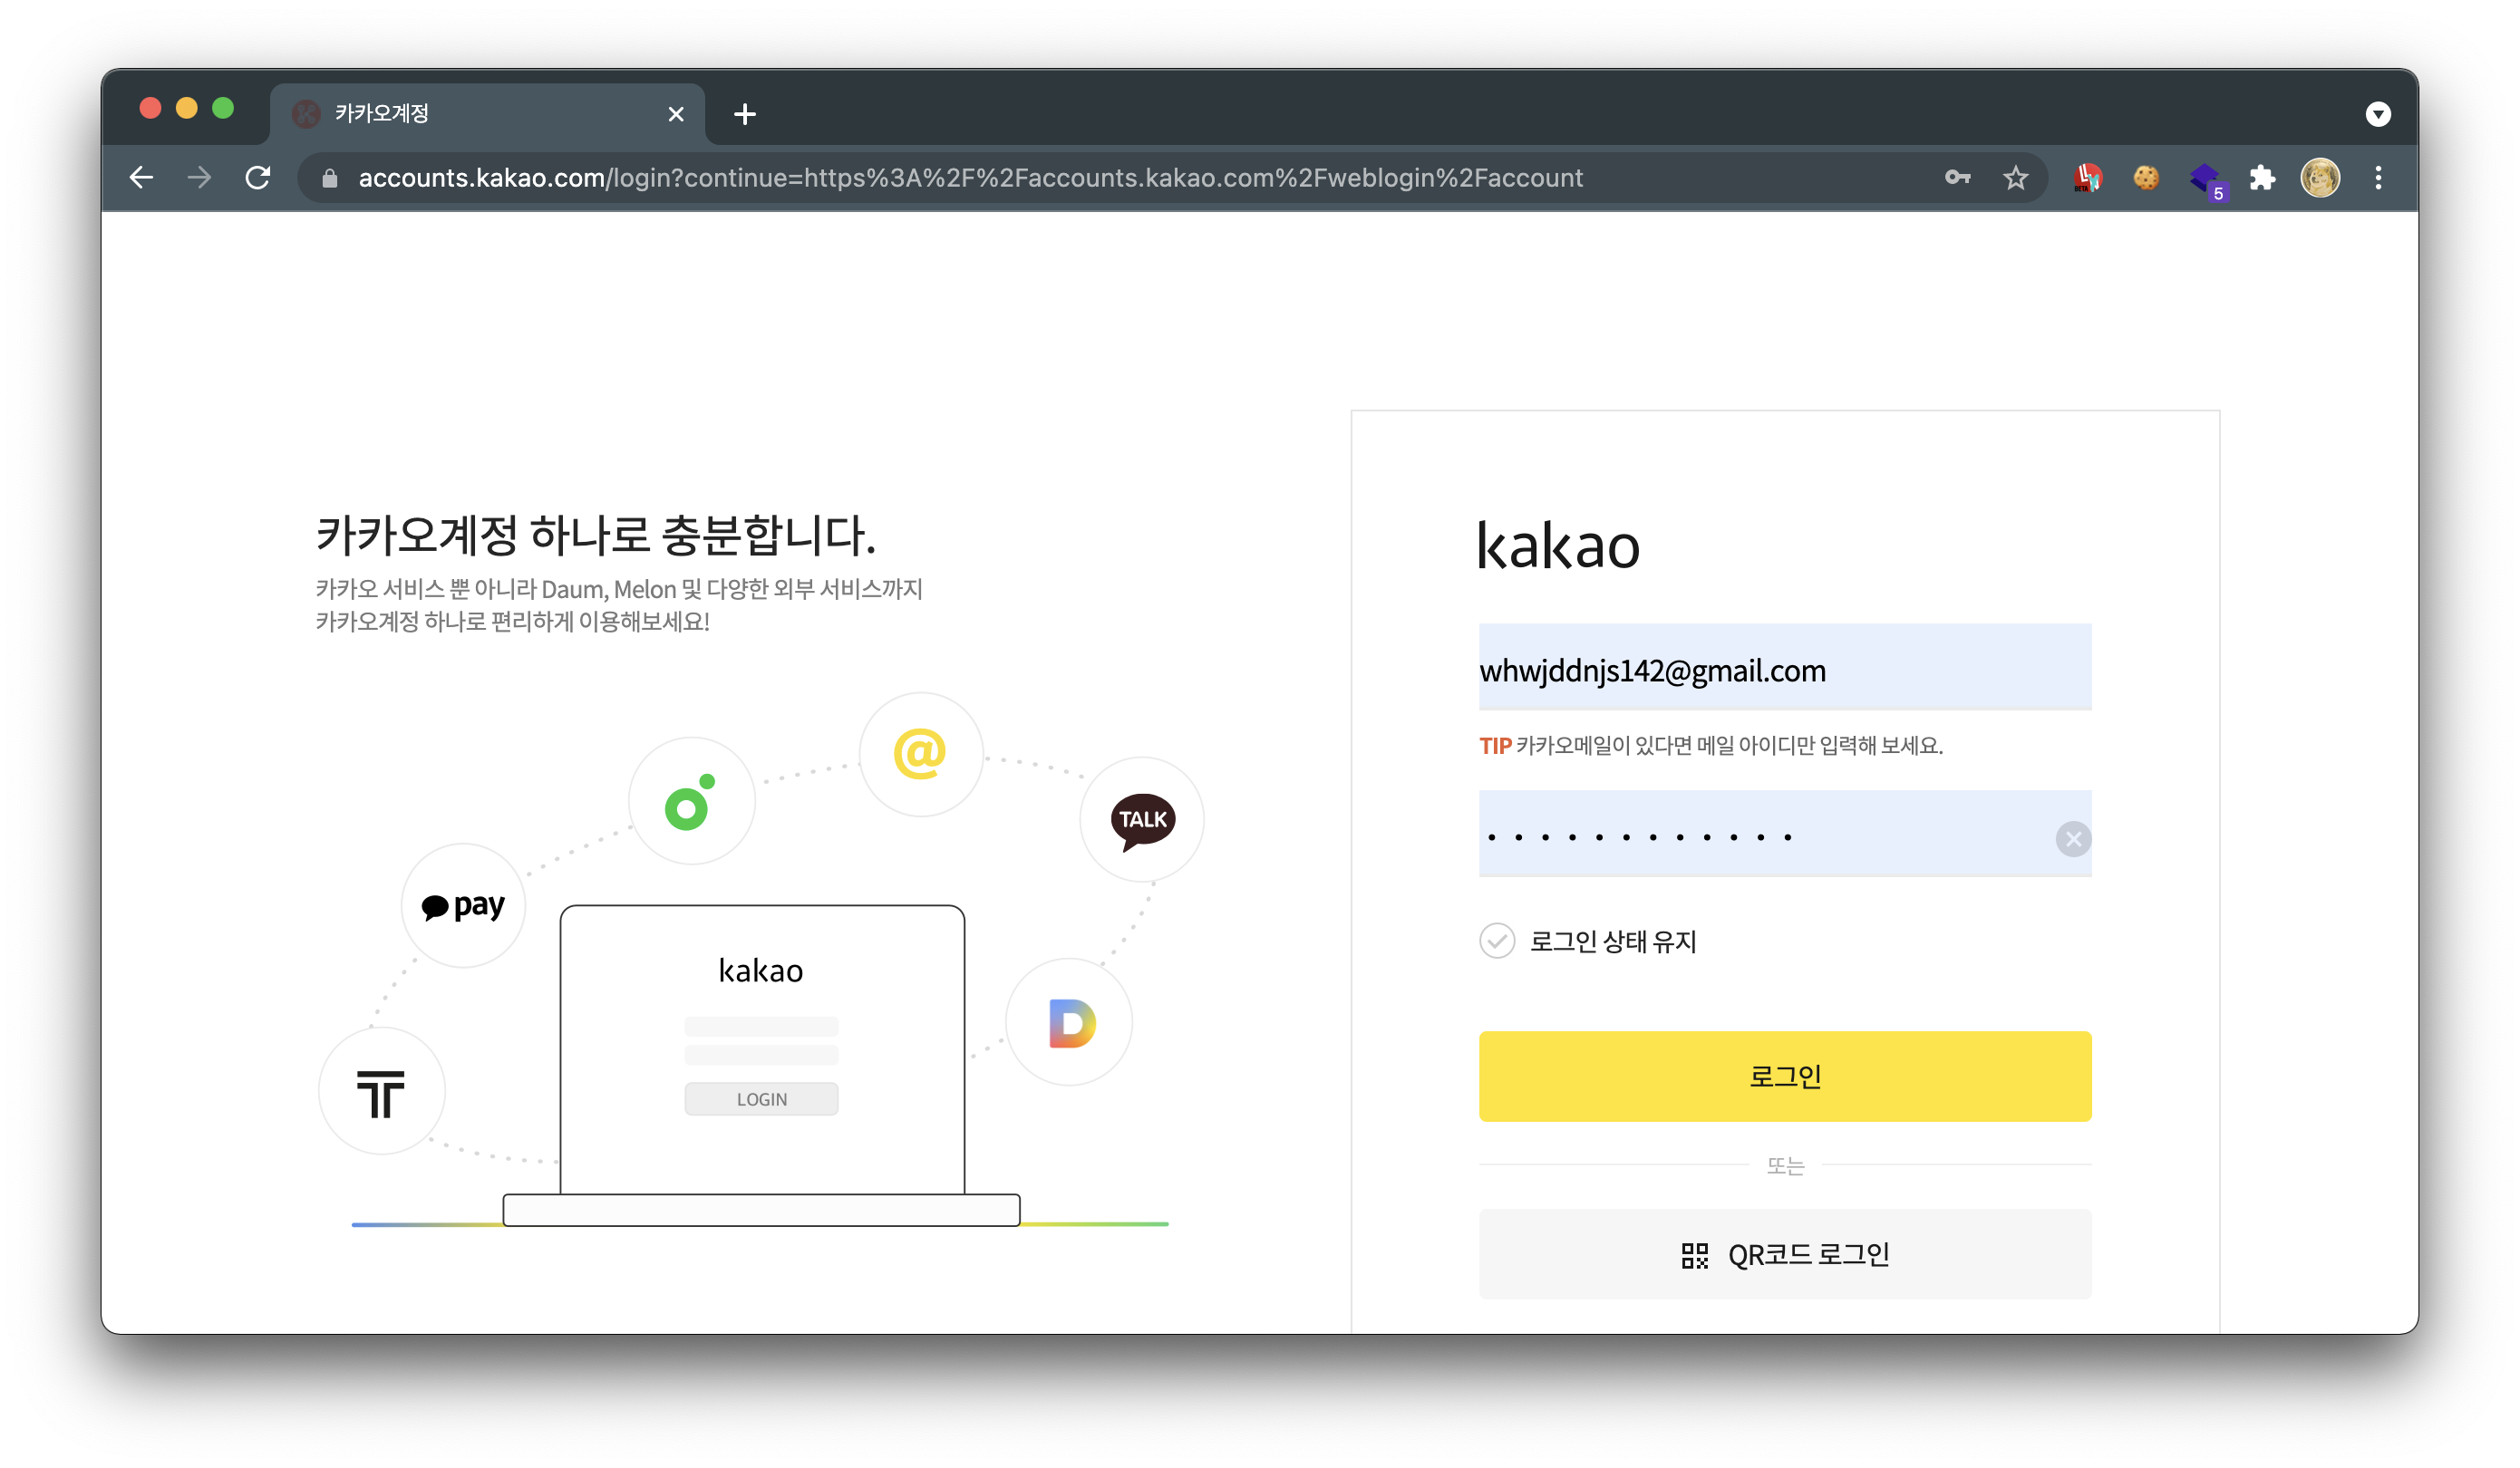 카카오계정
accounts.kakao.com/login?continue=https%3A%2F%2Faccounts.kakao.com%2Fweblogin%2Faccount
BETA
5
카카오계정 하나로 충분합니다.
카카오 서비스 뿐 아니라 Daum, Melon 및 다양한 외부 서비스까지
카카오계정 하나로 편리하게 이용해보세요!
@
TALK
pay
D
T
kakao
LOGIN
kakao
whwjddnjs142@gmail.com
TIP 카카오메일이 있다면 메일 아이디만 입력해 보세요.
로그인 상태 유지
로그인
또는
QR코드 로그인